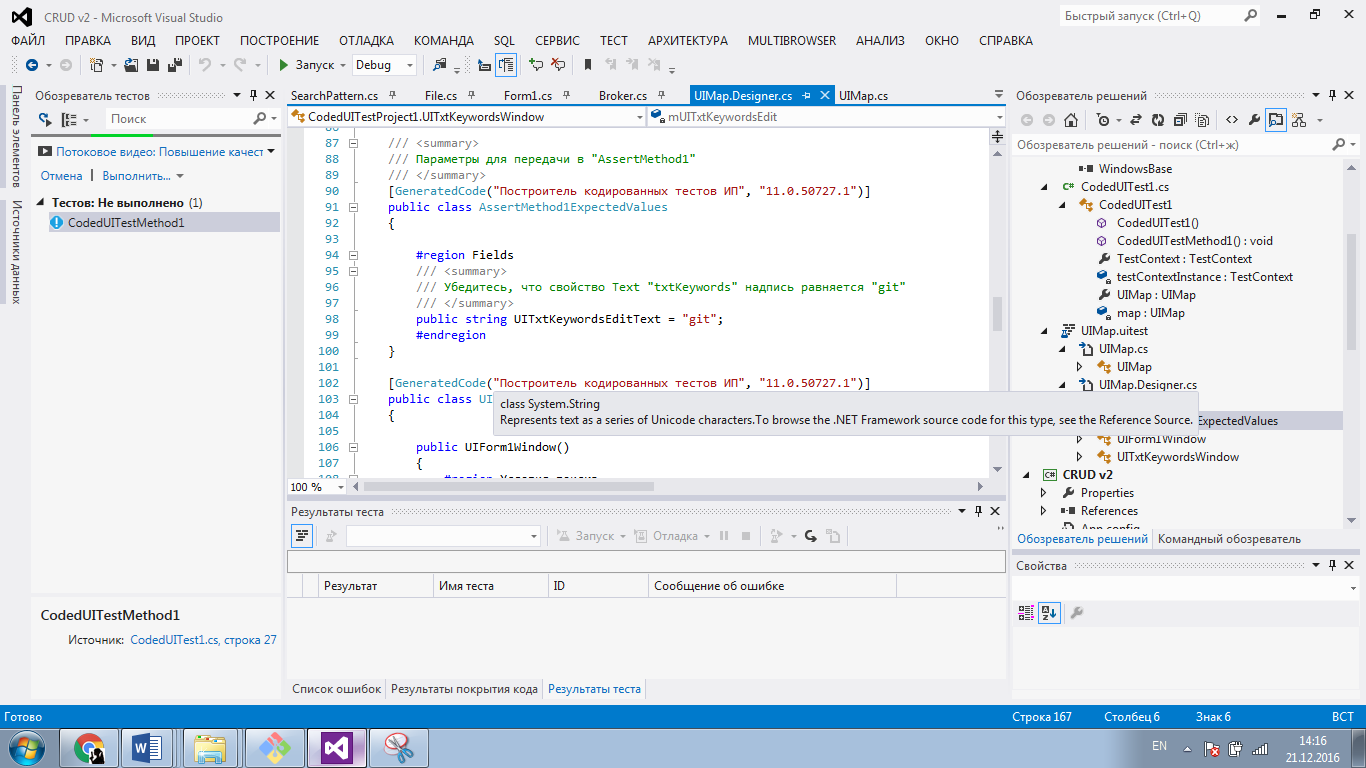 CRUD v2 - Microsoft Visual Studio
Быстрый запуск (Ctrl+Q)
ФАЙЛ ПРАВКА ВИД ПРОЕКТ ПОСТРОЕНИЕ ОТЛАДКА КОМАНДА SQL СЕРВИС ТЕСТ АРХИТЕКТУРА MULTIBROWSER АНАЛИЗ ОКНО СПРАВКА
Запуск Debug
Панель элементов
Источники данных
Обозреватель тестов
Поиск
Потоковое видео: Повышение качест
Отмена | Выполнить...
Тестов: Не выполнено (1)
CodedUITestMethod1
CodedUITestMethod1
Источник: CodedUITest1.cs, строка 27
SearchPattern.cs File.cs Form1.cs Broker.cs UIMap.Designer.cs UIMap.cs
CodedUITestProject1.UITxtKeywordsWindow mUITxtKeywordsEdit
87 /// <summary>
88 /// Параметры для передачи в "AssertMethod1"
89 /// </summary>
90 [GeneratedCode("Построитель кодированных тестов ИП", "11.0.50727.1")]
91 public class AssertMethod1ExpectedValues
92 {
93
94 #region Fields
95 /// <summary>
96 /// Убедитесь, что свойство Text "txtKeywords" надпись равняется "git"
97 /// </summary>
98 public string UITxtKeywordsEditText = "git";
99 #endregion
100 }
101
102 [GeneratedCode("Построитель кодированных тестов ИП", "11.0.50727.1")]
103 public class UI
104 {
105
106 public UIForm1Window()
107 {
class System.String
Represents text as a series of Unicode characters.To browse the .NET Framework source code for this type, see the Reference Source.
100 %
Результаты теста
Запуск Отладка
Результат Имя теста ID Сообщение об ошибке
Список ошибок Результаты покрытия кода Результаты теста
Обозреватель решений
Обозреватель решений - поиск (Ctrl+ж)
WindowsBase
CodedUITest1.cs
CodedUITest1
CodedUITest1()
CodedUITestMethod1() : void
TestContext : TestContext
testContextInstance : TestContext
UIMap : UIMap
map : UIMap
UIMap.uitest
UIMap.cs
UIMap
UIMap.Designer.cs
ExpectedValues
UIForm1Window
UITxtKeywordsWindow
CRUD v2
Properties
References
App.config
Обозреватель решений Командный обозреватель
Свойства
Готово Строка 167 Столбец 6 Знак 6 ВСТ
EN 14:16
21.12.2016